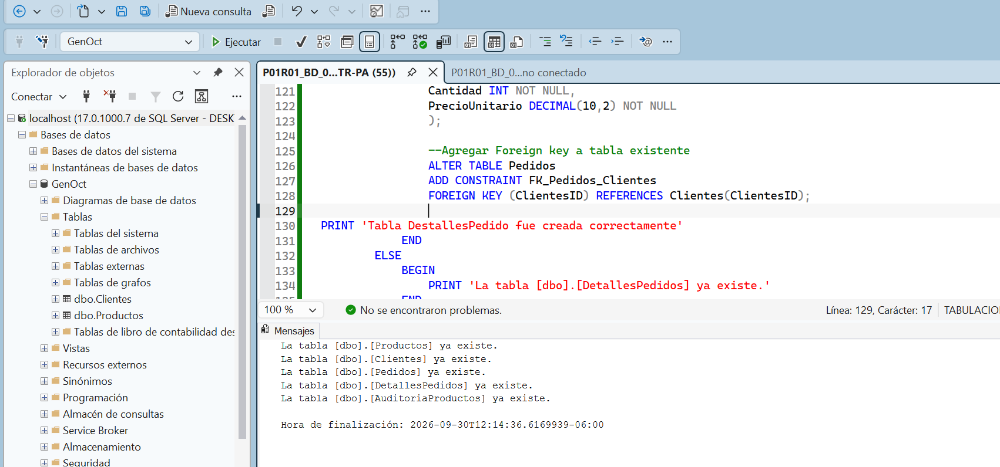 Nueva consulta
GenOct
Ejecutar
Explorador de objetos
Conectar
localhost (17.0.1000.7 de SQL Server - DESK
Bases de datos
Bases de datos del sistema
Instantáneas de bases de datos
GenOct
Diagramas de base de datos
Tablas
Tablas del sistema
Tablas de archivos
Tablas externas
Tablas de grafos
dbo.Clientes
dbo.Productos
Tablas de libro de contabilidad des
Vistas
Recursos externos
Sinónimos
Programación
Almacén de consultas
Service Broker
Almacenamiento
Seguridad
P01R01_BD_0...TR-PA (55))
P01R01_BD_0...no conectado
121 Cantidad INT NOT NULL,
122 PrecioUnitario DECIMAL(10,2) NOT NULL
123 );
124
125 --Agregar Foreign key a tabla existente
126 ALTER TABLE Pedidos
127 ADD CONSTRAINT FK_Pedidos_Clientes
128 FOREIGN KEY (ClientesID) REFERENCES Clientes(ClientesID);
129
130 PRINT 'Tabla DestallesPedido fue creada correctamente'
131 END
132 ELSE
133 BEGIN
134 PRINT 'La tabla [dbo].[DetallesPedidos] ya existe.'
135 END
100 %
No se encontraron problemas.
Línea: 129, Carácter: 17
TABULACIO
Mensajes
La tabla [dbo].[Productos] ya existe.
La tabla [dbo].[Clientes] ya existe.
La tabla [dbo].[Pedidos] ya existe.
La tabla [dbo].[DetallesPedidos] ya existe.
La tabla [dbo].[AuditoriaProductos] ya existe.
Hora de finalización: 2026-09-30T12:14:36.6169939-06:00